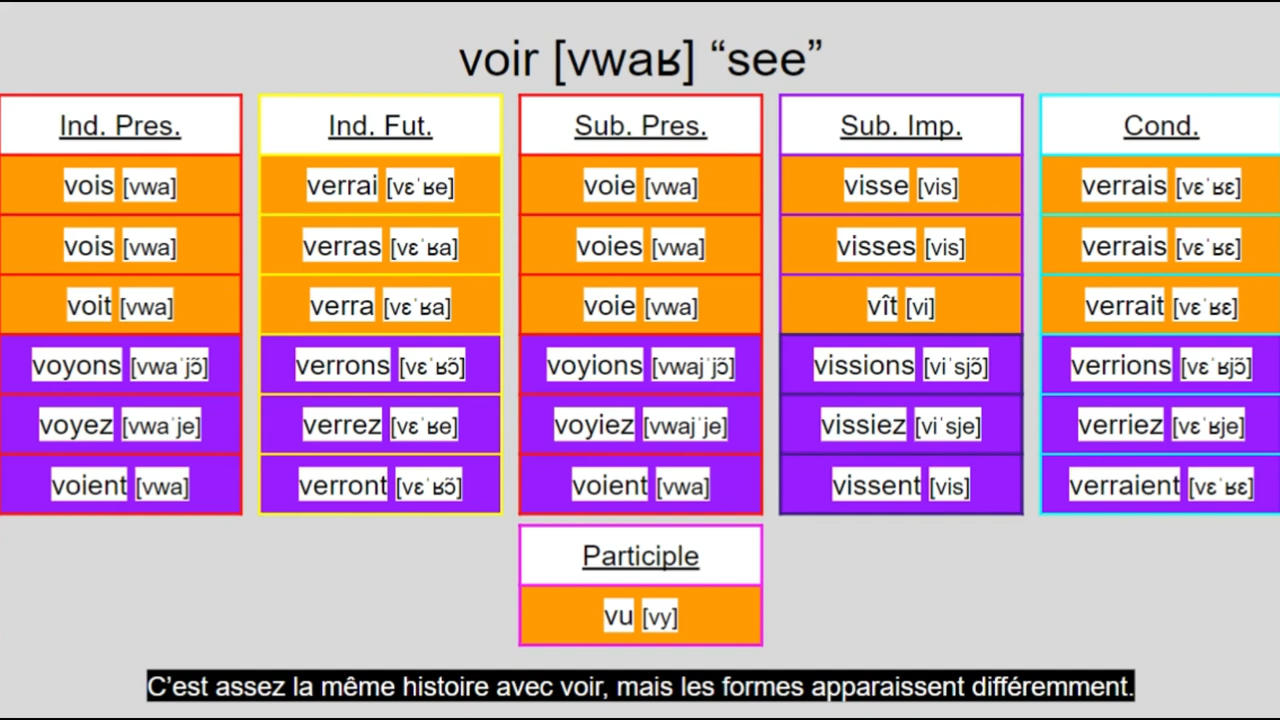 voir [vwaʁ] “see”
Ind. Pres. Ind. Fut. Sub. Pres. Sub. Imp. Cond.
vois [vwa] verrai [vɛˈʁe] voie [vwa] visse [vis] verrais [vɛˈʁɛ]
vois [vwa] verras [vɛˈʁa] voies [vwa] visses [vis] verrais [vɛˈʁɛ]
voit [vwa] verra [vɛˈʁa] voie [vwa] vît [vi] verrait [vɛˈʁɛ]
voyons [vwaˈjɔ̃] verrons [vɛˈʁɔ̃] voyions [vwajˈjɔ̃] vissions [viˈsjɔ̃] verrions [vɛˈʁjɔ̃]
voyez [vwaˈje] verrez [vɛˈʁe] voyiez [vwajˈje] vissiez [viˈsje] verriez [vɛˈʁje]
voient [vwa] verront [vɛˈʁɔ̃] voient [vwa] vissent [vis] verraient [vɛˈʁɛ]
Participle
vu [vy]
C’est assez la même histoire avec voir, mais les formes apparaissent différemment.